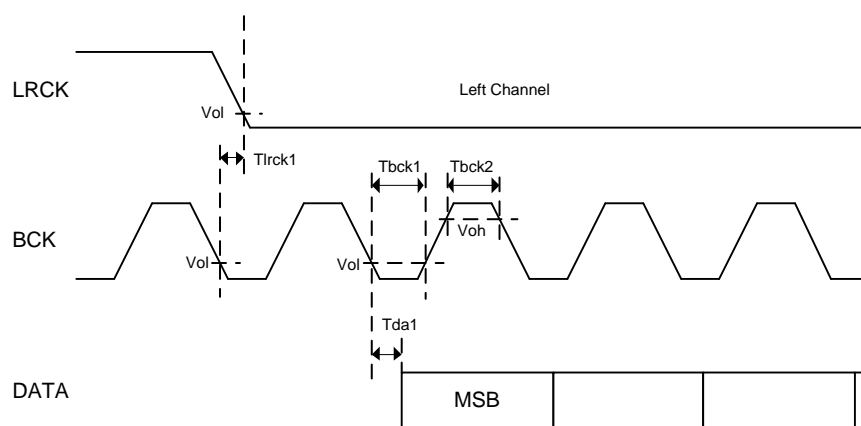 LRCK
Left Channel
Vol
Tlrck1
Tbck1
Tbck2
BCK
Voh
Vol
Vol
Tda1
DATA
MSB